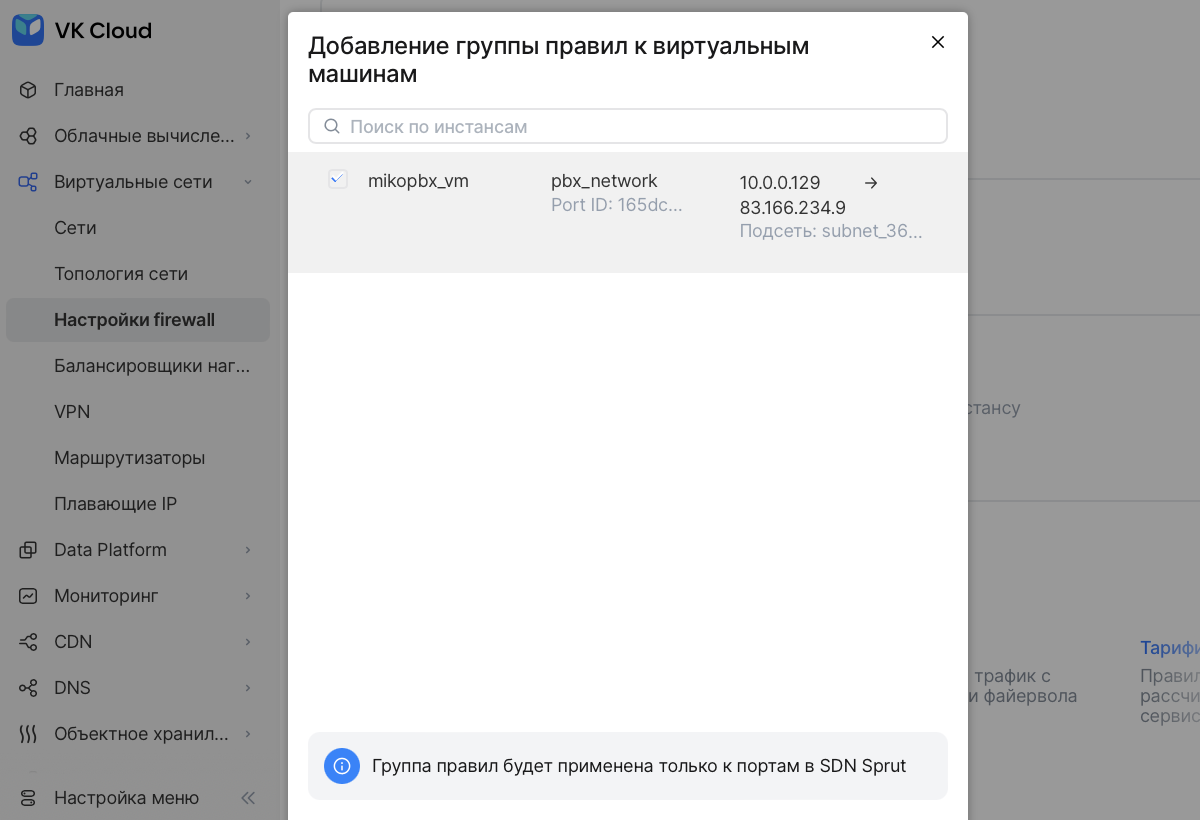 VK Cloud
Главная
Облачные вычисле...
Виртуальные сети
Сети
Топология сети
Настройки firewall
Балансировщики наг...
VPN
Маршрутизаторы
Плавающие IP
Data Platform
Мониторинг
CDN
DNS
Объектное хранил...
Настройка меню
Добавление группы правил к виртуальным
машинам
Поиск по инстансам
mikopbx_vm
pbx_network
Port ID: 165dc...
10.0.0.129 →
83.166.234.9
Подсеть: subnet_36...
Группа правил будет применена только к портам в SDN Sprut
стансу
трафик с
и файервола
Тарифи
Правил
рассчи
сервис